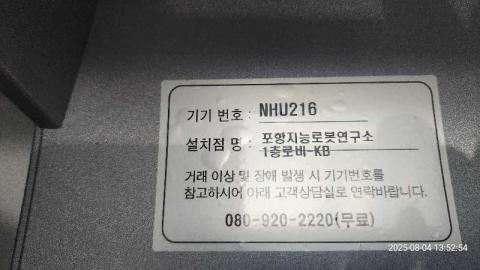 기기 번호 : NHU216
설치점 명 : 포항지능로봇연구소
1층로비-KB
거래 이상 및 장애 발생 시 기기번호를
참고하시어 아래 고객상담실로 연락바랍니다.
080-920-2220(무료)
2025-08-04 13:52:54